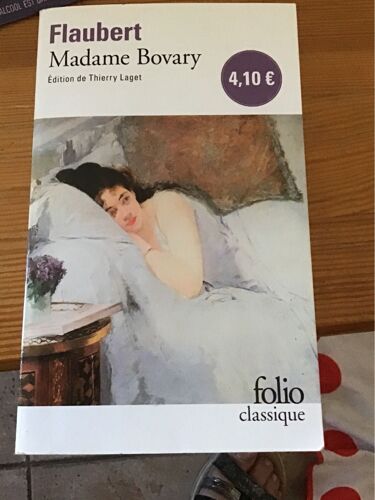 ALCOOL EST
Flaubert
Madame Bovary
Édition de Thierry Laget
4,10 €
folio
classique